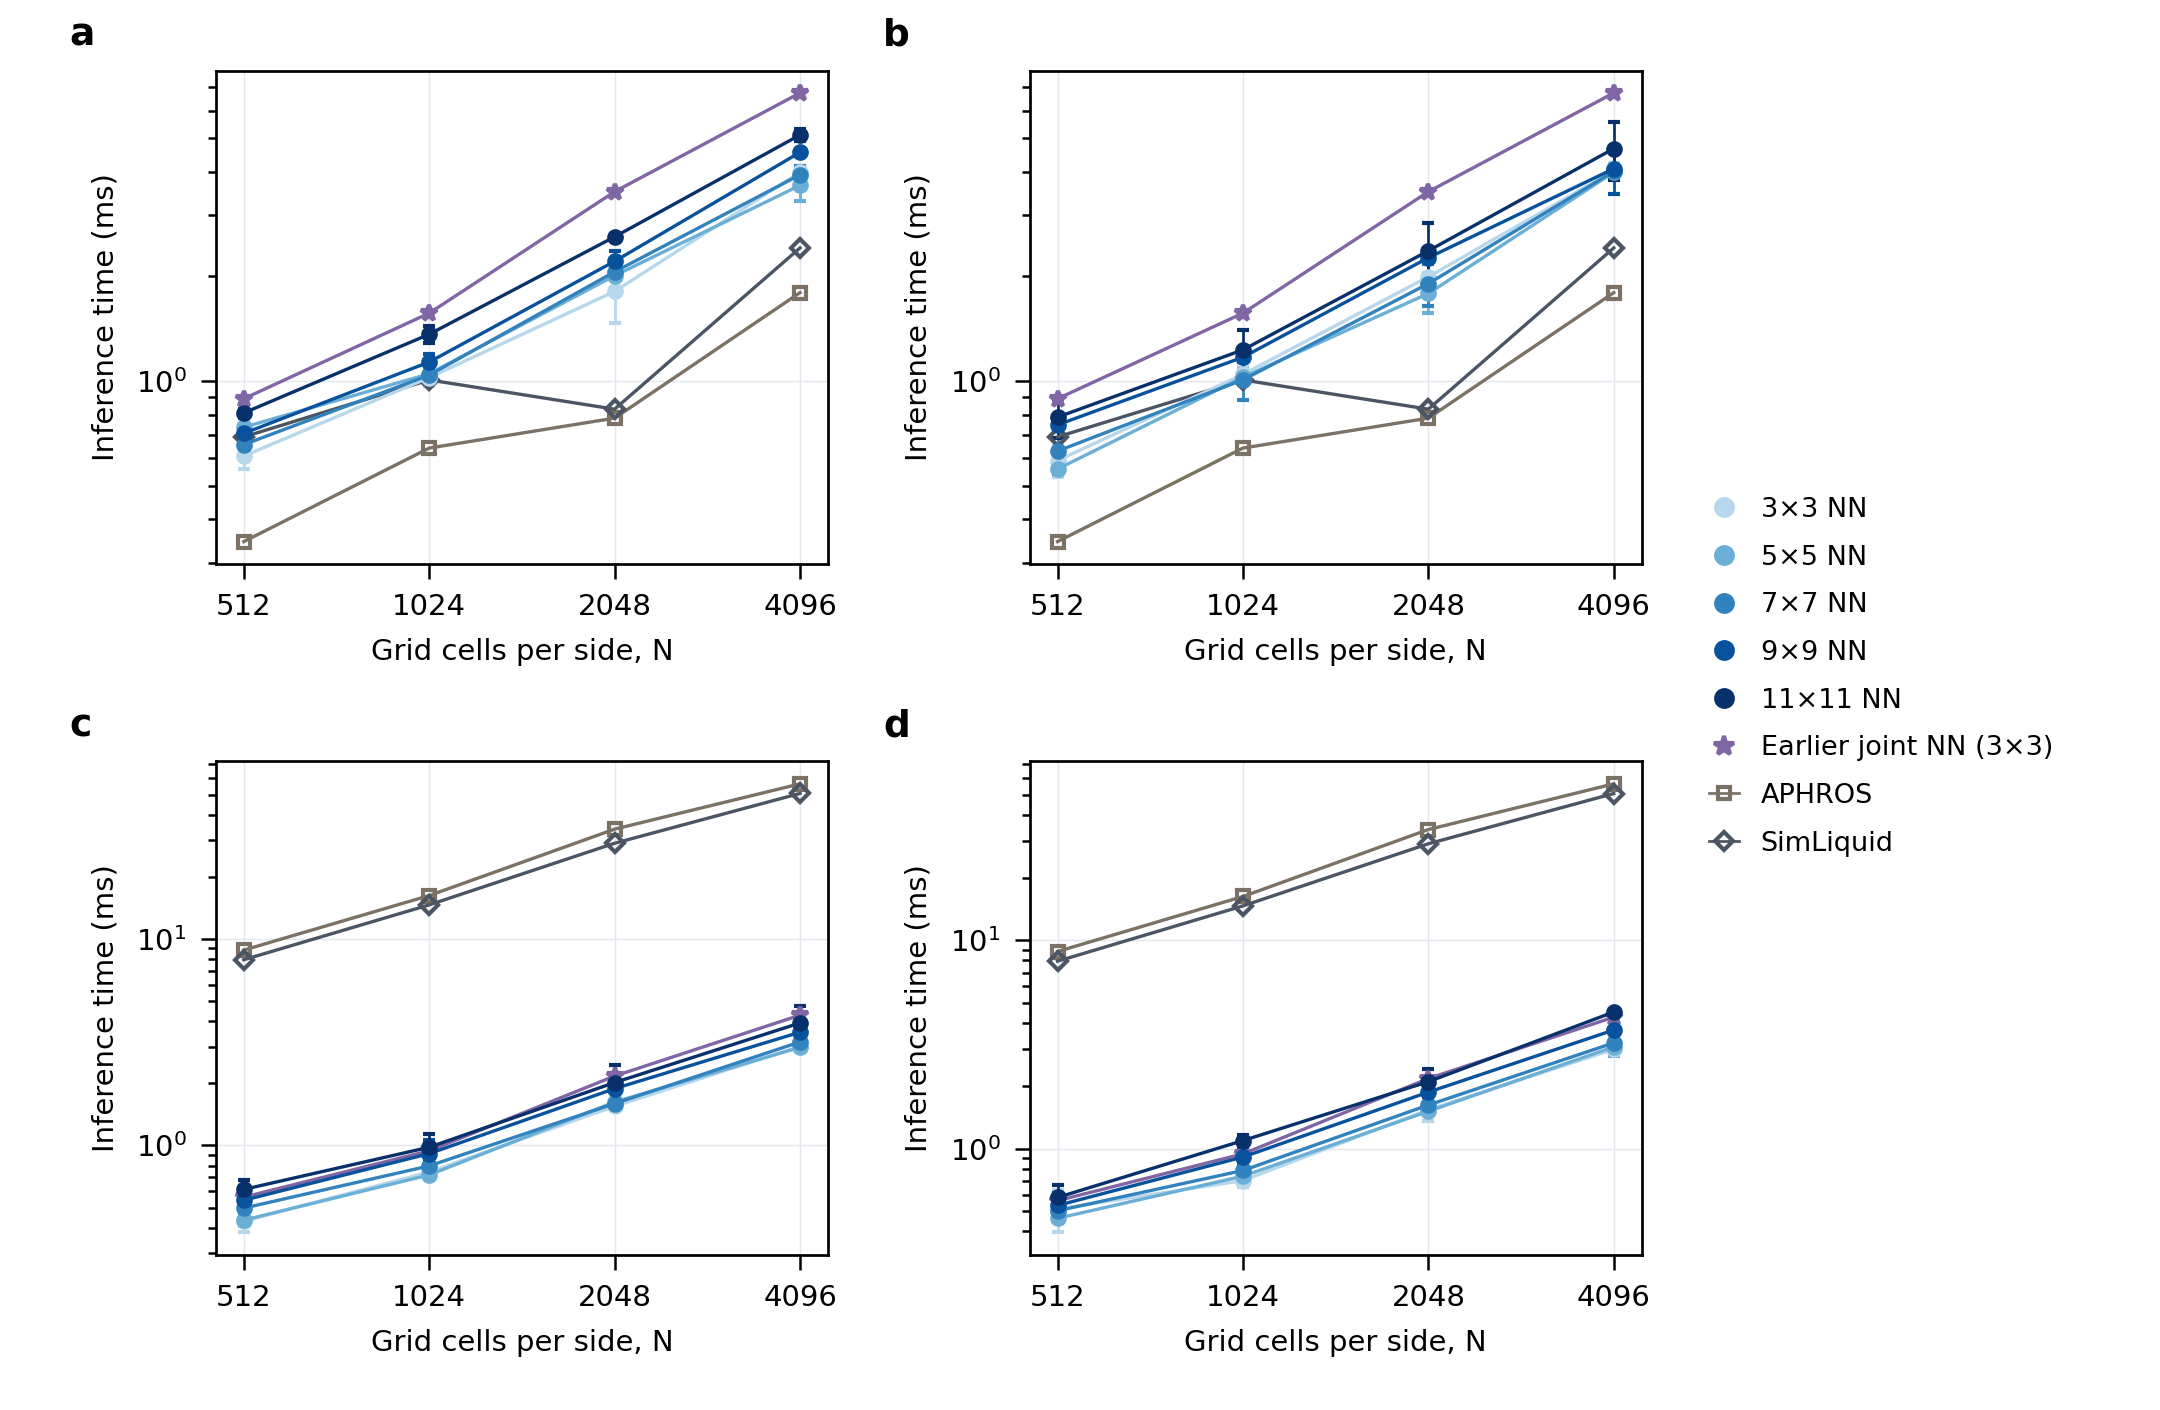 a
b
Inference time (ms)
10⁰
512 1024 2048 4096
Grid cells per side, N
Inference time (ms)
10⁰
512 1024 2048 4096
Grid cells per side, N
3×3 NN
5×5 NN
7×7 NN
9×9 NN
11×11 NN
Earlier joint NN (3×3)
APHROS
SimLiquid
c
d
Inference time (ms)
10¹
10⁰
512 1024 2048 4096
Grid cells per side, N
Inference time (ms)
10¹
10⁰
512 1024 2048 4096
Grid cells per side, N